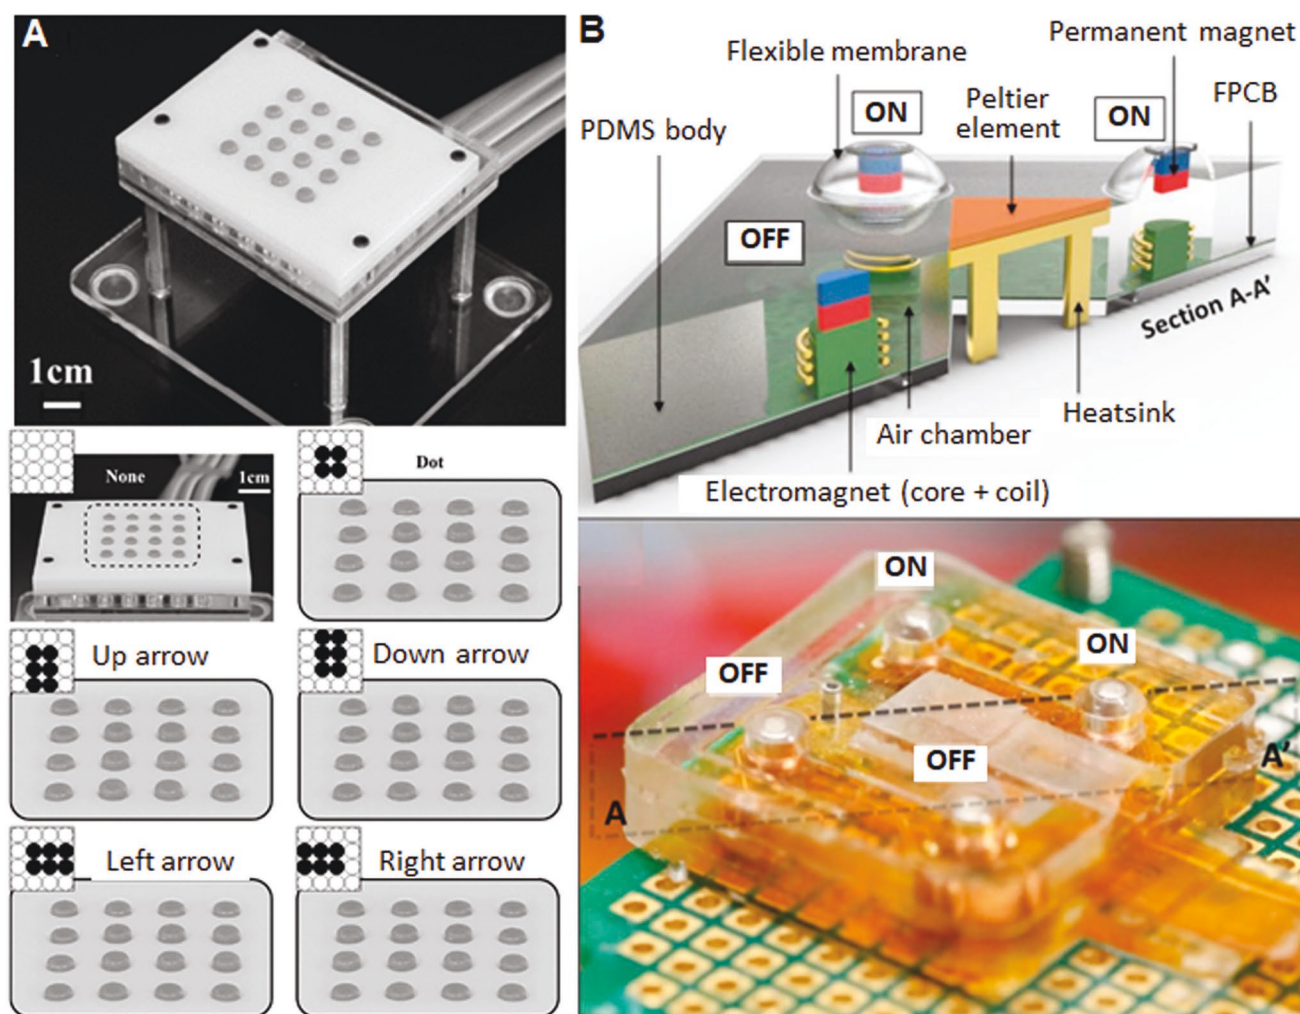 A
1cm
None
1cm
Dot
Up arrow
Down arrow
Left arrow
Right arrow
B
Permanent magnet
Flexible membrane
FPCB
Peltier
element
ON
ON
PDMS body
OFF
Section A-A'
Heatsink
Air chamber
Electromagnet (core + coil)
ON
ON
OFF
OFF
A'
A